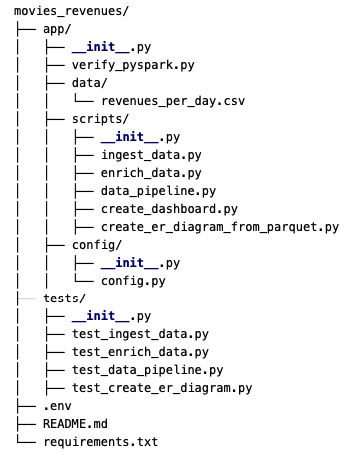 movies_revenues/
├── app/
│   ├── __init__.py
│   ├── verify_pyspark.py
│   ├── data/
│   │   └── revenues_per_day.csv
│   ├── scripts/
│   │   ├── __init__.py
│   │   ├── ingest_data.py
│   │   ├── enrich_data.py
│   │   ├── data_pipeline.py
│   │   ├── create_dashboard.py
│   │   ├── create_er_diagram_from_parquet.py
│   ├── config/
│   │   ├── __init__.py
│   │   └── config.py
├── tests/
│   ├── __init__.py
│   ├── test_ingest_data.py
│   ├── test_enrich_data.py
│   ├── test_data_pipeline.py
│   ├── test_create_er_diagram.py
├── .env
├── README.md
└── requirements.txt